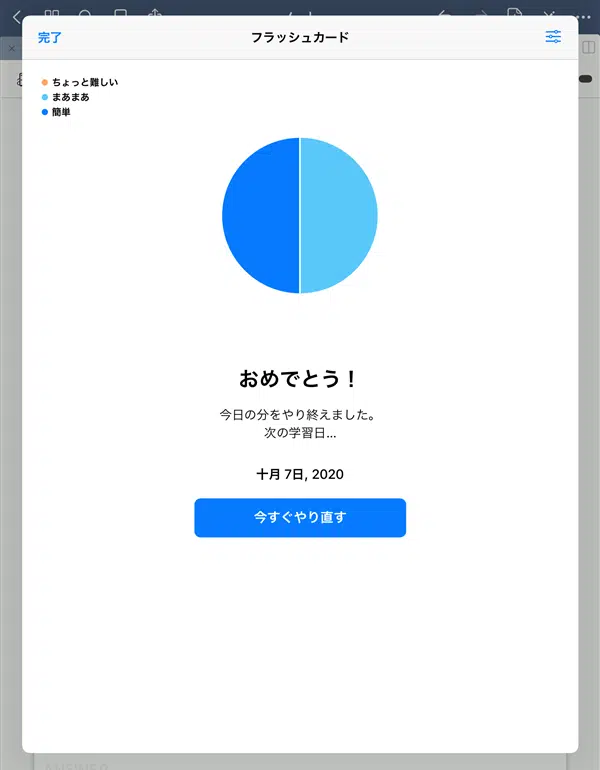 完了
フラッシュカード
ちょっと難しい
まあまあ
簡単
おめでとう！
今日の分をやり終えました。
次の学習日...
十月 7日, 2020
今すぐやり直す